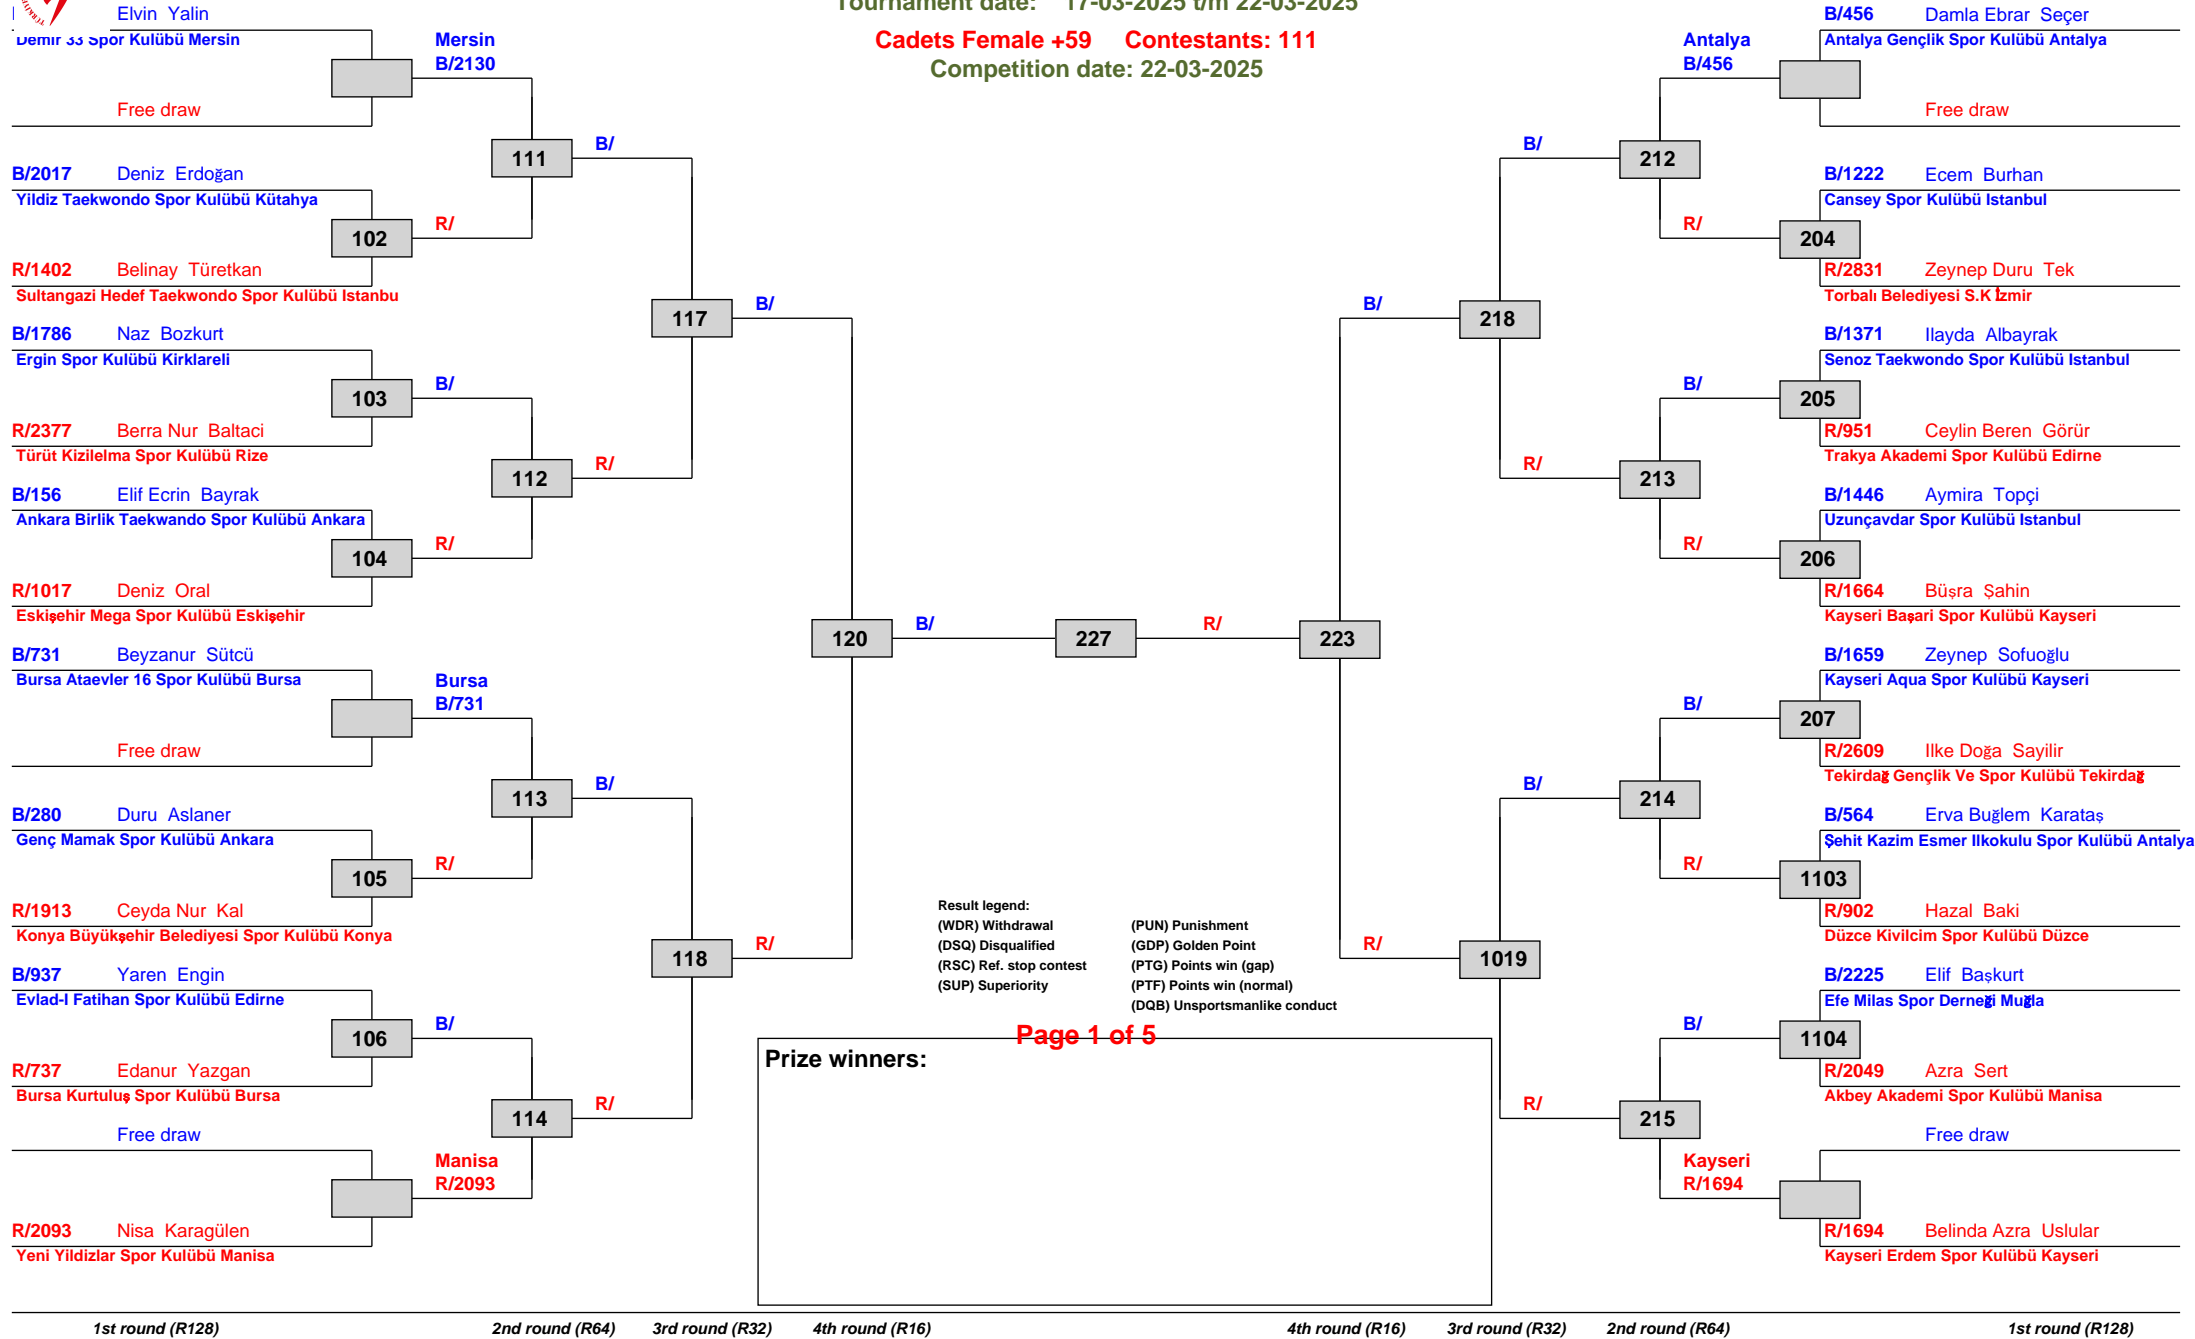 Tournament date: 17-03-2025 t/m 22-03-2025
Cadets Female +59 Contestants: 111
Competition date: 22-03-2025
Elvin Yalin
Demir 33 Spor Kulübü Mersin
Mersin
B/2130
Free draw
111
B/
B/2017 Deniz Erdoğan
Yildiz Taekwondo Spor Kulübü Kütahya
102
R/
R/1402 Belinay Türetkan
Sultangazi Hedef Taekwondo Spor Kulübü Istanbu
117
B/
B/1786 Naz Bozkurt
Ergin Spor Kulübü Kirklareli
103
B/
R/2377 Berra Nur Baltaci
Türüt Kizilelma Spor Kulübü Rize
112
R/
B/156 Elif Ecrin Bayrak
Ankara Birlik Taekwando Spor Kulübü Ankara
104
R/
R/1017 Deniz Oral
Eskişehir Mega Spor Kulübü Eskişehir
120
B/
227
R/
223
B/731 Beyzanur Sütcü
Bursa Ataevler 16 Spor Kulübü Bursa
Bursa
B/731
Free draw
113
B/
B/280 Duru Aslaner
Genç Mamak Spor Kulübü Ankara
105
R/
R/1913 Ceyda Nur Kal
Konya Büyükşehir Belediyesi Spor Kulübü Konya
118
R/
B/937 Yaren Engin
Evlad-I Fatihan Spor Kulübü Edirne
106
B/
R/737 Edanur Yazgan
Bursa Kurtuluş Spor Kulübü Bursa
114
R/
Free draw
Manisa
R/2093
R/2093 Nisa Karagülen
Yeni Yildizlar Spor Kulübü Manisa
B/456 Damla Ebrar Seçer
Antalya Gençlik Spor Kulübü Antalya
Antalya
B/456
Free draw
B/
212
B/1222 Ecem Burhan
Cansey Spor Kulübü Istanbul
R/
204
R/2831 Zeynep Duru Tek
Torbalı Belediyesi S.K İzmir
B/
218
B/1371 Ilayda Albayrak
Senoz Taekwondo Spor Kulübü Istanbul
B/
205
R/951 Ceylin Beren Görür
Trakya Akademi Spor Kulübü Edirne
R/
213
B/1446 Aymira Topçi
Uzunçavdar Spor Kulübü Istanbul
R/
206
R/1664 Büşra Şahin
Kayseri Başari Spor Kulübü Kayseri
B/1659 Zeynep Sofuoğlu
Kayseri Aqua Spor Kulübü Kayseri
B/
207
R/2609 Ilke Doğa Sayilir
Tekirdağ Gençlik Ve Spor Kulübü Tekirdağ
B/
214
B/564 Erva Buğlem Karataş
Şehit Kazim Esmer Ilkokulu Spor Kulübü Antalya
R/
1103
R/902 Hazal Baki
Düzce Kivilcim Spor Kulübü Düzce
R/
1019
B/2225 Elif Başkurt
Efe Milas Spor Derneği Muğla
B/
1104
R/2049 Azra Sert
Akbey Akademi Spor Kulübü Manisa
R/
215
Free draw
Kayseri
R/1694
R/1694 Belinda Azra Uslular
Kayseri Erdem Spor Kulübü Kayseri
Result legend:
(WDR) Withdrawal (PUN) Punishment
(DSQ) Disqualified (GDP) Golden Point
(RSC) Ref. stop contest (PTG) Points win (gap)
(SUP) Superiority (PTF) Points win (normal)
(DQB) Unsportsmanlike conduct
Page 1 of 5
Prize winners:
1st round (R128) 2nd round (R64) 3rd round (R32) 4th round (R16) 4th round (R16) 3rd round (R32) 2nd round (R64) 1st round (R128)